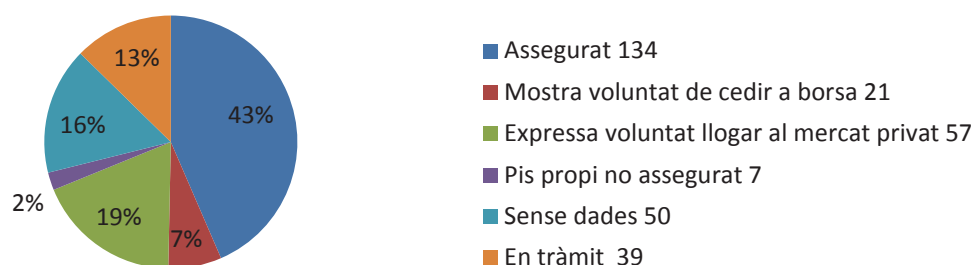 13%
43%
16%
2%
19%
7%
Assegurat 134
Mostra voluntat de cedir a borsa 21
Expressa voluntat llogar al mercat privat 57
Pis propi no assegurat 7
Sense dades 50
En tràmit 39